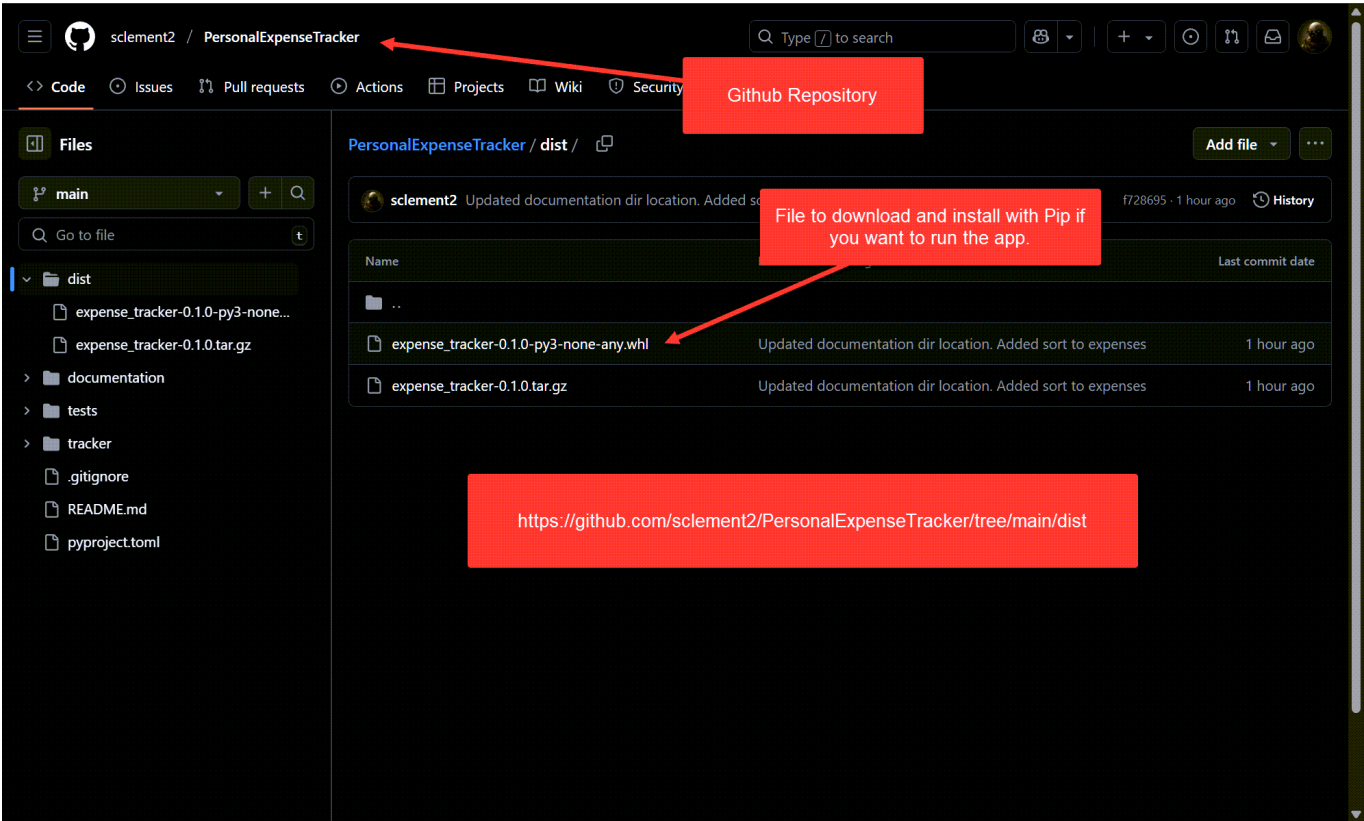 sclement2 / PersonalExpenseTracker
Type / to search
Code
Issues
Pull requests
Actions
Projects
Wiki
Security
Github Repository
Files
main
Go to file
t
dist
expense_tracker-0.1.0-py3-none...
expense_tracker-0.1.0.tar.gz
documentation
tests
tracker
.gitignore
README.md
pyproject.toml
PersonalExpenseTracker / dist /
Add file
sclement2 Updated documentation dir location. Added so
f728695 · 1 hour ago
History
File to download and install with Pip if
you want to run the app.
Name
Last commit date
..
expense_tracker-0.1.0-py3-none-any.whl
Updated documentation dir location. Added sort to expenses
1 hour ago
expense_tracker-0.1.0.tar.gz
Updated documentation dir location. Added sort to expenses
1 hour ago
https://github.com/sclement2/PersonalExpenseTracker/tree/main/dist